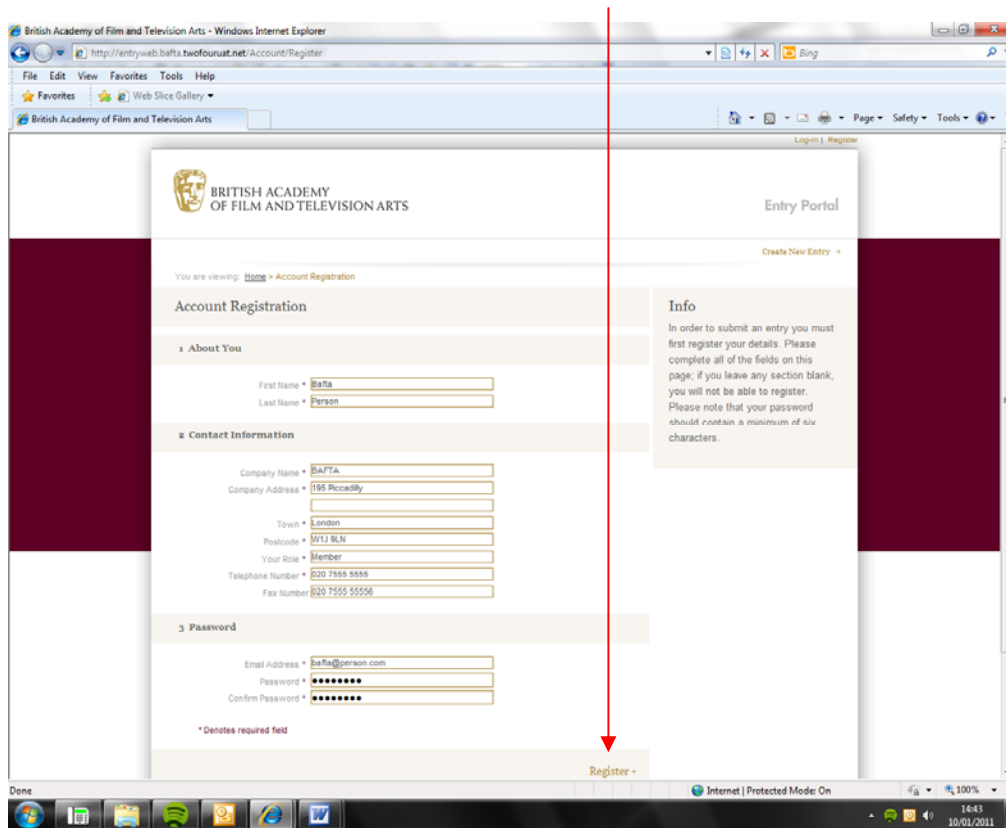 British Academy of Film and Television Arts - Windows Internet Explorer
http://entryweb.bafta.twofouruat.net/Account/Register
Bing
File Edit View Favorites Tools Help
Favorites Web Slice Gallery
British Academy of Film and Television Arts
Page Safety Tools
Log-in | Register
BRITISH ACADEMY
OF FILM AND TELEVISION ARTS
Entry Portal
Create New Entry
You are viewing: Home > Account Registration
Account Registration
1 About You
First Name * Bafta
Last Name * Person
2 Contact Information
Company Name * BAFTA
Company Address * 195 Piccadilly
Town * London
Postcode * W1J 9LN
Your Role * Member
Telephone Number * 020 7555 5555
Fax Number 020 7555 55556
3 Password
Email Address * bafta@person.com
Password * ●●●●●●●●
Confirm Password * ●●●●●●●●
* Denotes required field
Register
Info
In order to submit an entry you must
first register your details. Please
complete all of the fields on this
page; if you leave any section blank,
you will not be able to register.
Please note that your password
should contain a minimum of six
characters.
Done
Internet | Protected Mode: On
100%
14:43
10/01/2011